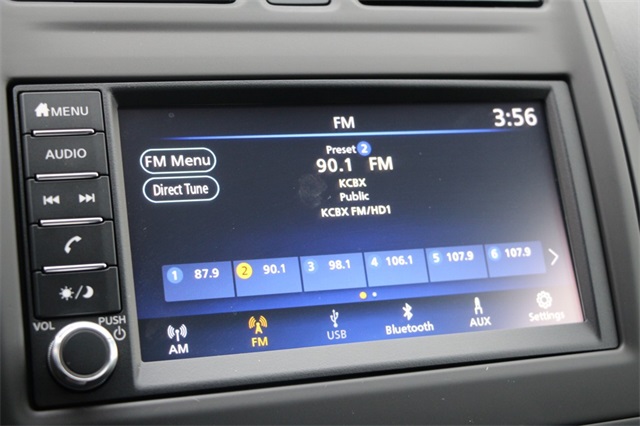 MENU
AUDIO
VOL
PUSH
FM
3:56
FM Menu
Direct Tune
Preset 2
90.1 FM
KCBX
Public
KCBX FM/HD1
1 87.9
2 90.1
3 98.1
4 106.1
5 107.9
6 107.9
AM
FM
USB
Bluetooth
AUX
Settings